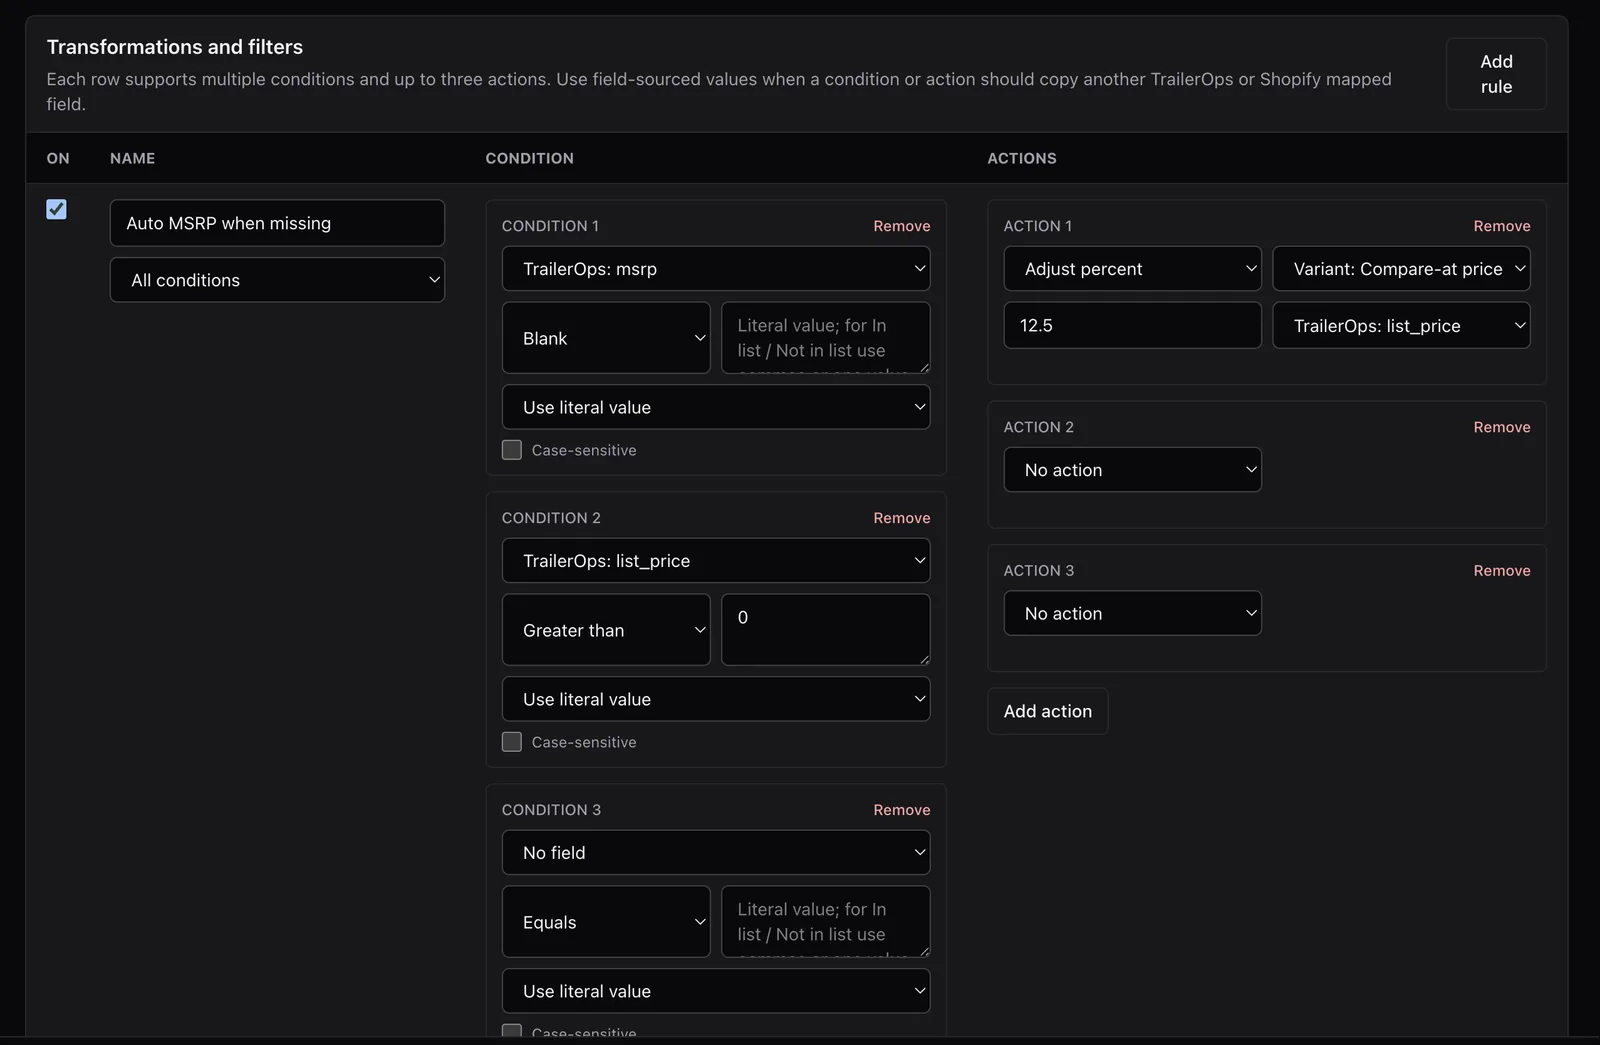 Transformations and filters
Each row supports multiple conditions and up to three actions. Use field-sourced values when a condition or action should copy another TrailerOps or Shopify mapped
field.
Add
rule
ON
NAME
CONDITION
ACTIONS
Auto MSRP when missing
All conditions
CONDITION 1
Remove
TrailerOps: msrp
Blank
Literal value; for In
list / Not in list use
Use literal value
Case-sensitive
CONDITION 2
Remove
TrailerOps: list_price
Greater than
0
Use literal value
Case-sensitive
CONDITION 3
Remove
No field
Equals
Literal value; for In
list / Not in list use
Use literal value
Case-sensitive
ACTION 1
Remove
Adjust percent
Variant: Compare-at price
12.5
TrailerOps: list_price
ACTION 2
Remove
No action
ACTION 3
Remove
No action
Add action